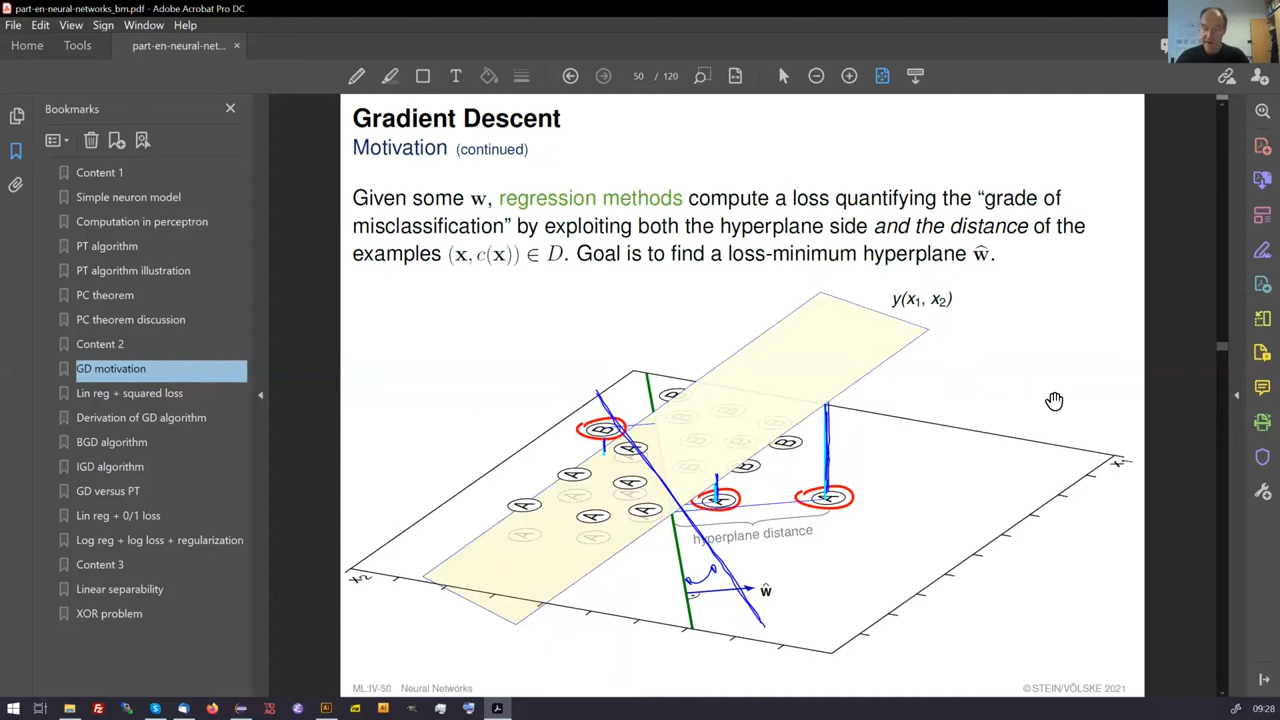 part-en-neural-networks_bm.pdf - Adobe Acrobat Pro DC
File Edit View Sign Window Help
Home Tools part-en-neural-net... ×
50 / 120
Bookmarks
Content 1
Simple neuron model
Computation in perceptron
PT algorithm
PT algorithm illustration
PC theorem
PC theorem discussion
Content 2
GD motivation
Lin reg + squared loss
Derivation of GD algorithm
BGD algorithm
IGD algorithm
GD versus PT
Lin reg + 0/1 loss
Log reg + log loss + regularization
Content 3
Linear separability
XOR problem
Gradient Descent
Motivation (continued)
Given some w, regression methods compute a loss quantifying the “grade of
misclassification” by exploiting both the hyperplane side and the distance of the
examples (x, c(x)) ∈ D. Goal is to find a loss-minimum hyperplane ŵ.
y(x₁, x₂)
B
B
B
B
A
A
A
A
A
A
A
A
B
hyperplane distance
x₁
x₂
ŵ
ML:IV-50 Neural Networks
© STEIN/VÖLSKE 2021
09:28